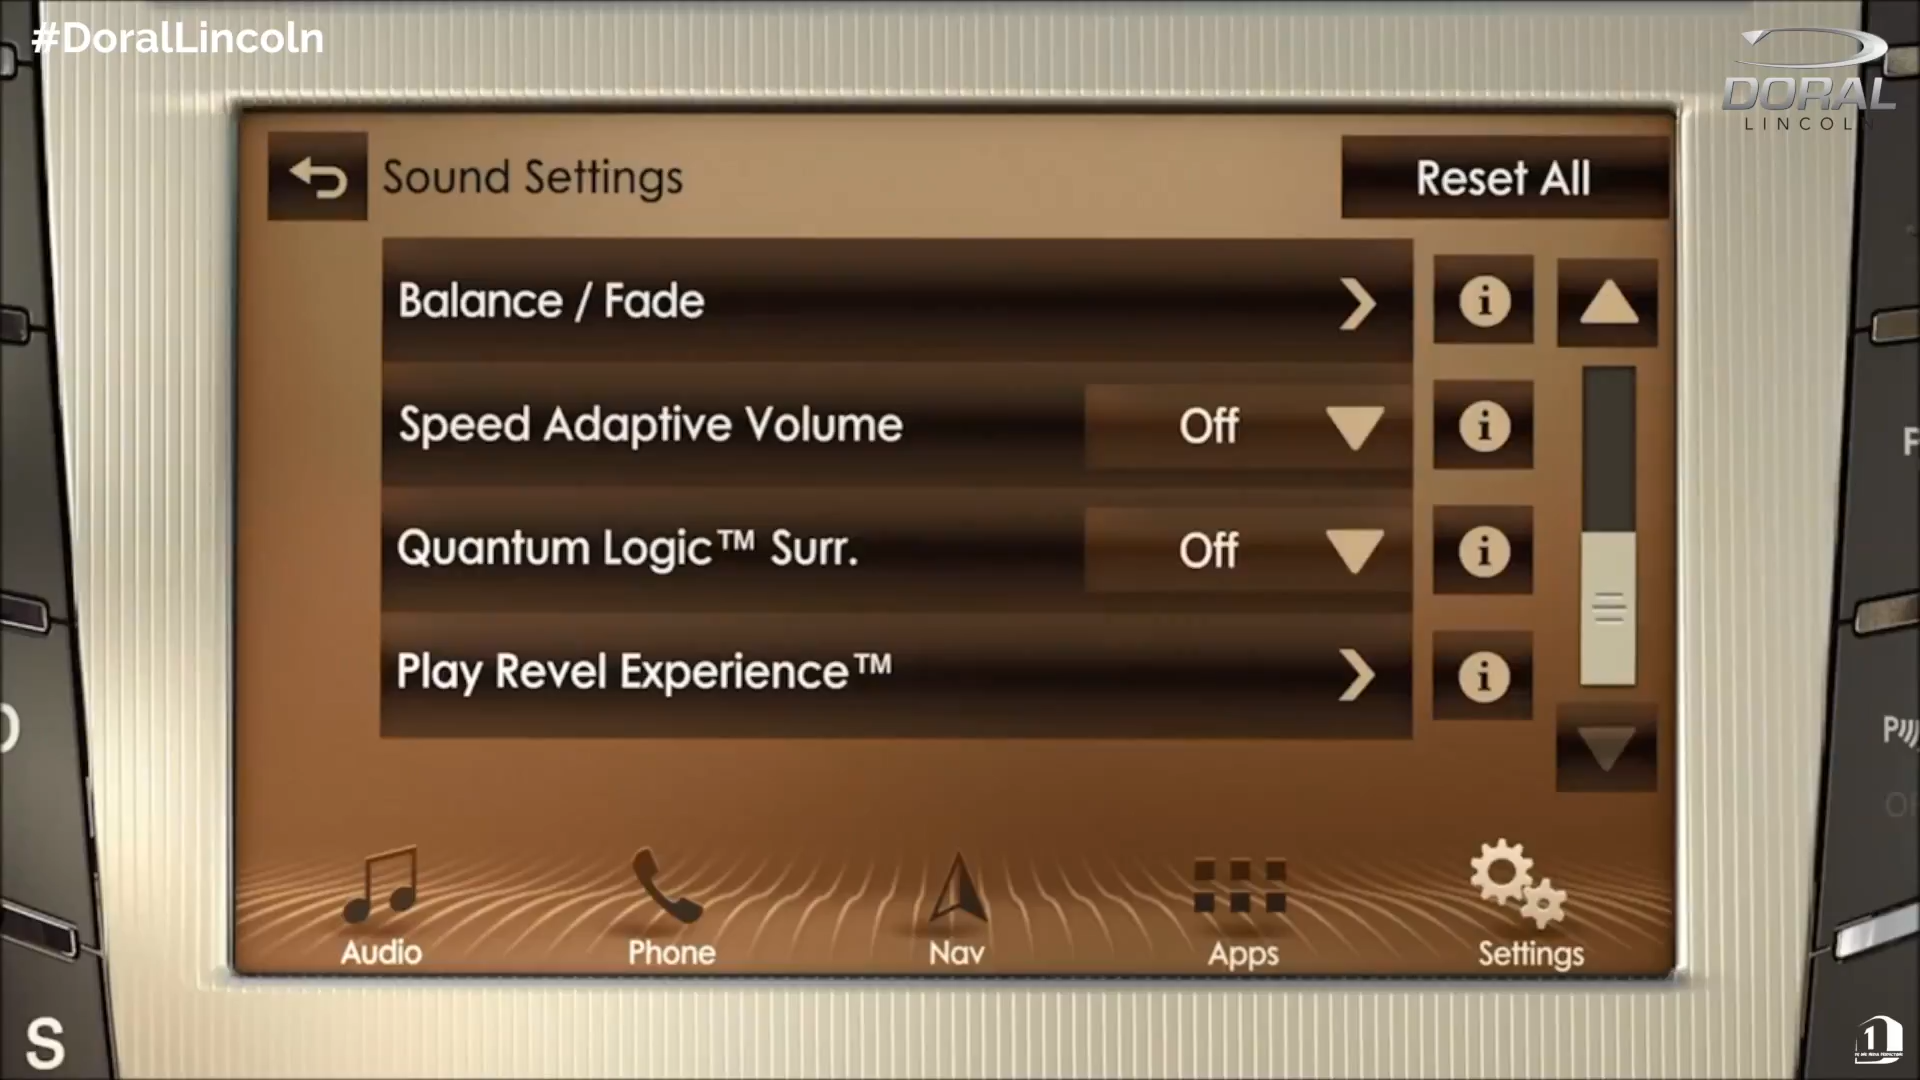 #DoralLincoln
DORAL
LINCOLN
Sound Settings
Reset All
Balance / Fade
Speed Adaptive Volume
Off
Quantum Logic™ Surr.
Off
Play Revel Experience™
Audio
Phone
Nav
Apps
Settings
S
P
1